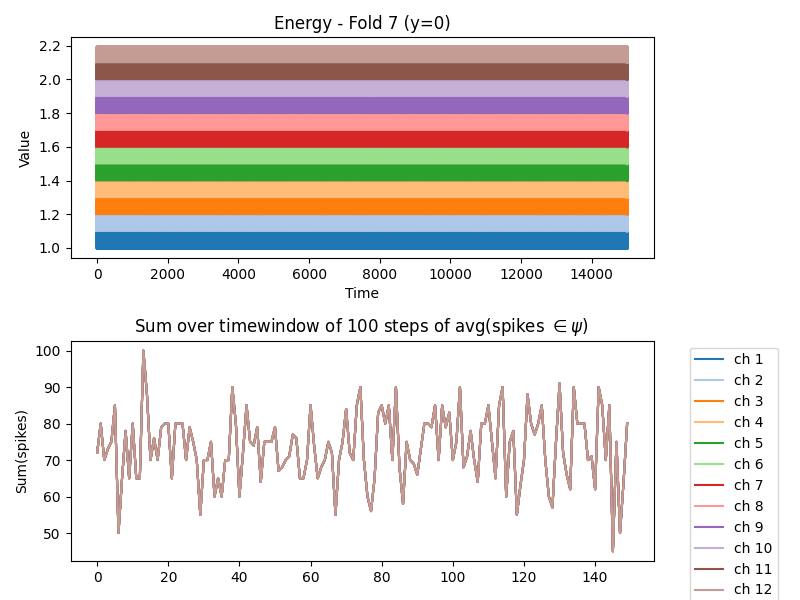 Energy - Fold 7 (y=0)
2.2
2.0
1.8
1.6
1.4
1.2
1.0
Value
0 2000 4000 6000 8000 10000 12000 14000
Time
Sum over timewindow of 100 steps of avg(spikes ∈ψ)
100
90
80
70
60
50
Sum(spikes)
0 20 40 60 80 100 120 140
ch 1
ch 2
ch 3
ch 4
ch 5
ch 6
ch 7
ch 8
ch 9
ch 10
ch 11
ch 12